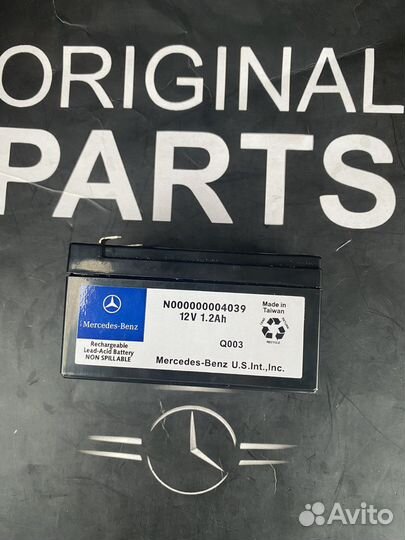 ORIGINAL
PARTS
N000000004039
12V 1.2Ah
Made in
Taiwan
Mercedes-Benz
Rechargeable
Lead-Acid Battery
NON SPILLABLE
Q003
RECYCLE
Mercedes-Benz U.S.Int.,Inc.
Avito